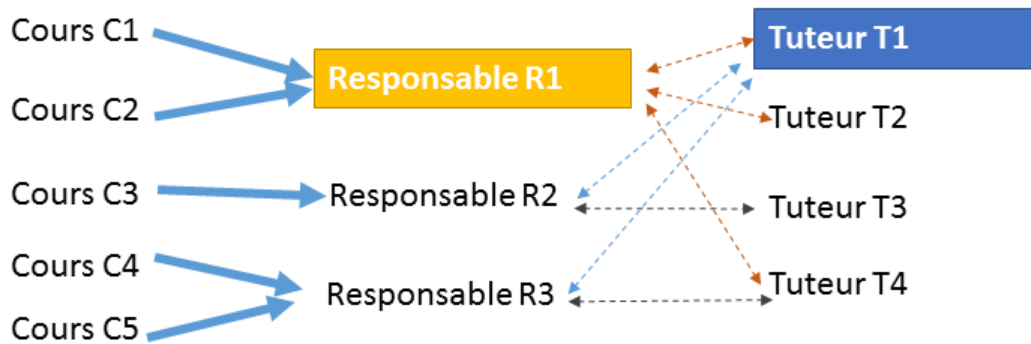 Cours C1
Cours C2
Cours C3
Cours C4
Cours C5
Responsable R1
Responsable R2
Responsable R3
Tuteur T1
Tuteur T2
Tuteur T3
Tuteur T4